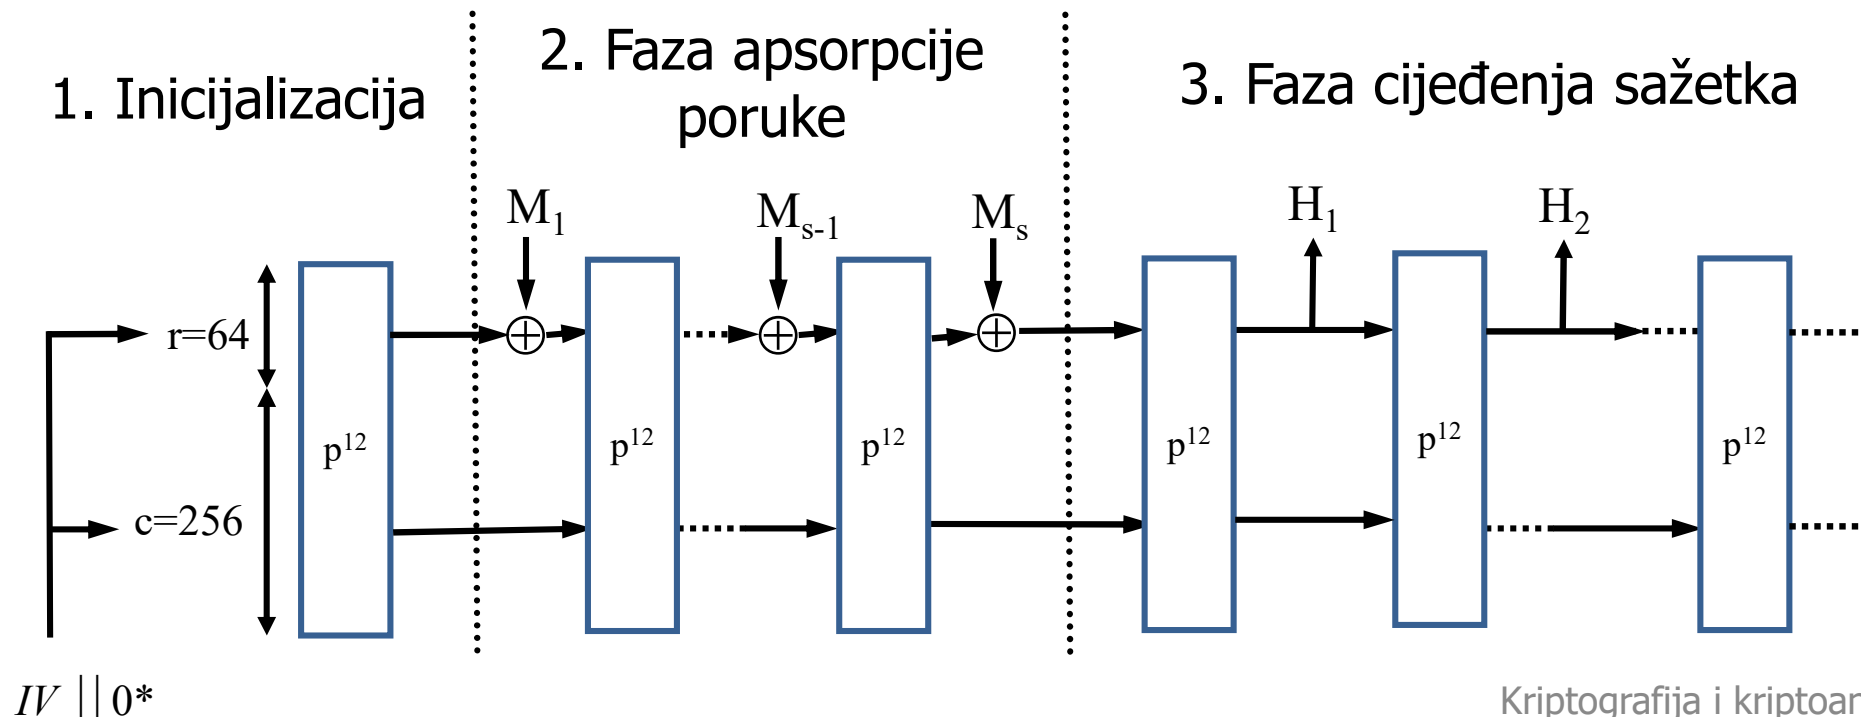 1. Inicijalizacija
2. Faza apsorpcije
poruke
3. Faza cijeđenja sažetka
M₁
Mₛ₋₁
Mₛ
H₁
H₂
r=64
c=256
p¹²
p¹²
p¹²
p¹²
p¹²
p¹²
IV || 0*
Kriptografija i kriptoar